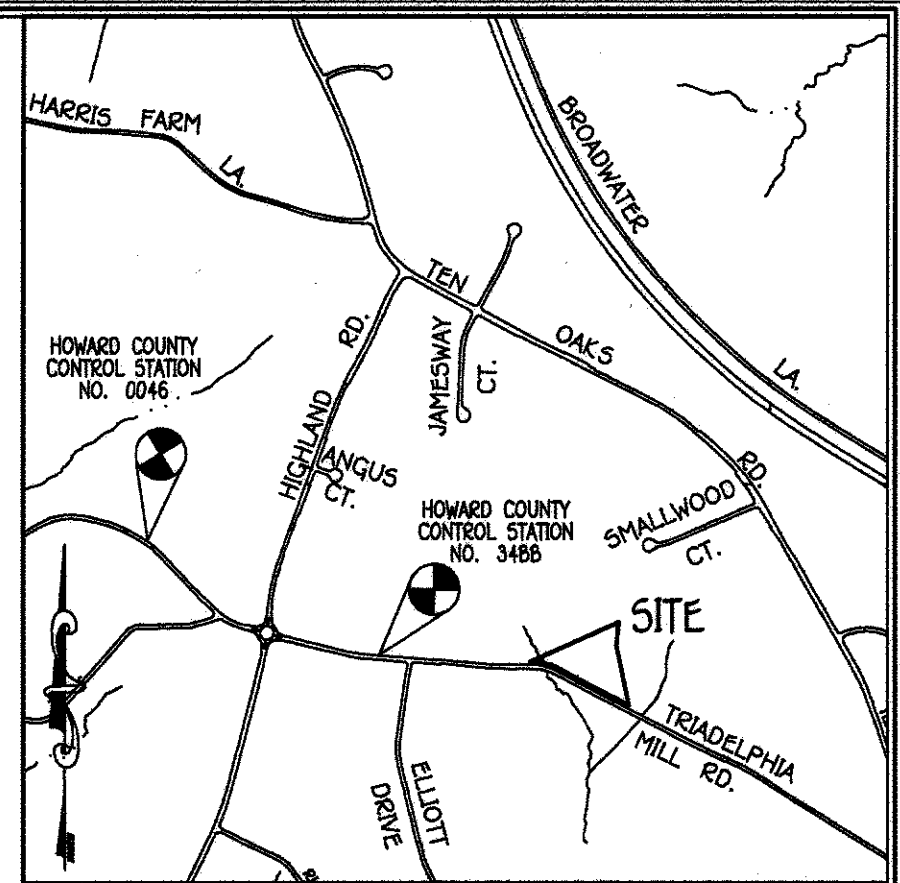 HARRIS FARM
LA.
BROADWATER
LA.
TEN
OAKS
RD.
HIGHLAND
RD.
JAMESWAY
CT.
HOWARD COUNTY
CONTROL STATION
NO. 0046
ANGUS
CT.
HOWARD COUNTY
CONTROL STATION
NO. 34BB
SMALLWOOD
CT.
SITE
TRIADELPHIA
MILL RD.
ELLIOTT
DRIVE